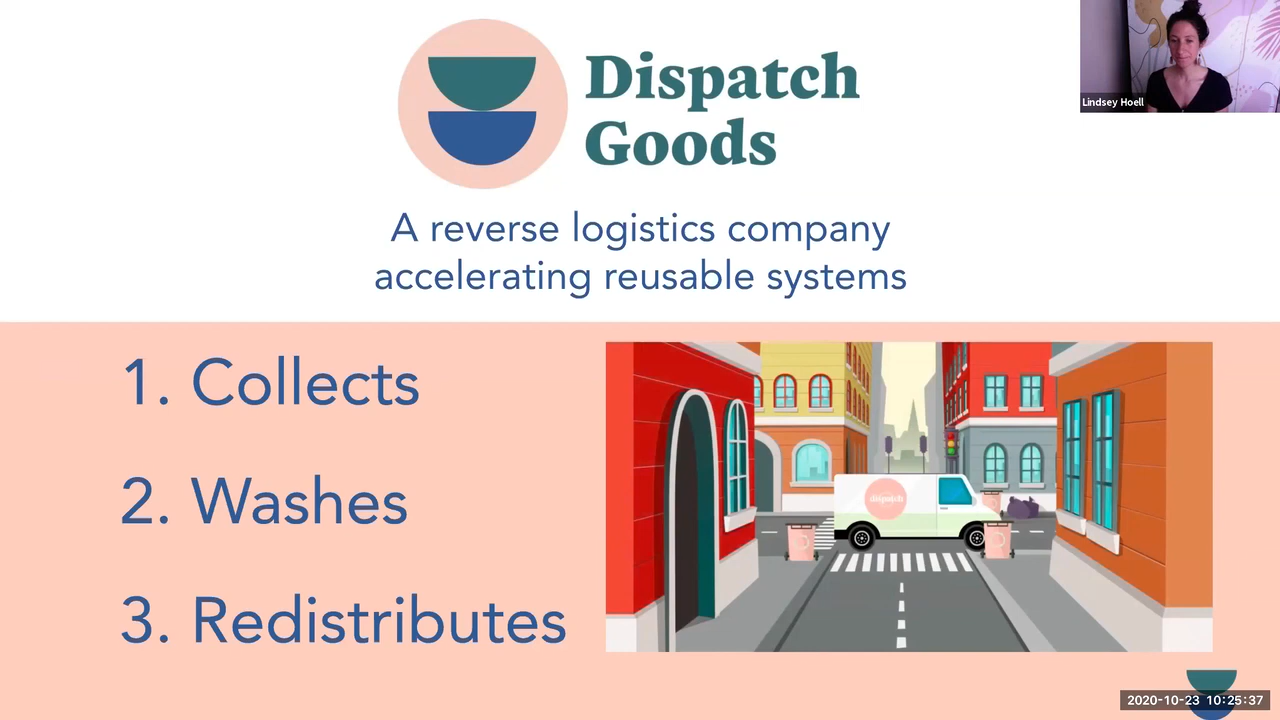 Dispatch
Goods
Lindsey Hoell
A reverse logistics company
accelerating reusable systems
1. Collects
2. Washes
3. Redistributes
dispatch
2020-10-23 10:25:37